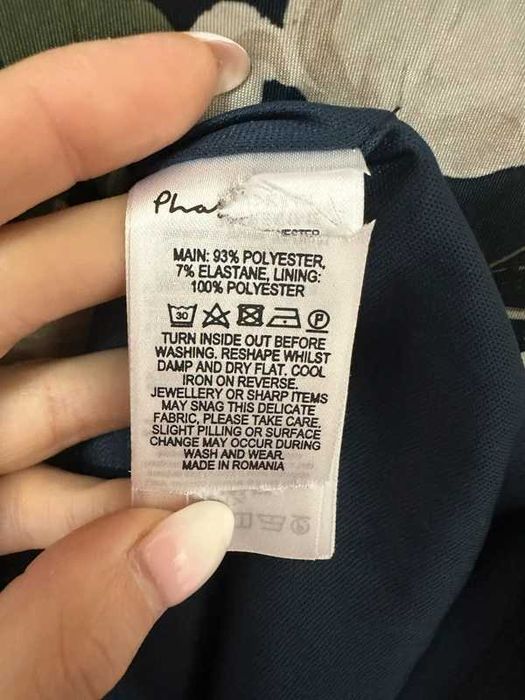 MAIN: 93% POLYESTER,
7% ELASTANE, LINING:
100% POLYESTER
30 P
TURN INSIDE OUT BEFORE
WASHING. RESHAPE WHILST
DAMP AND DRY FLAT. COOL
IRON ON REVERSE.
JEWELLERY OR SHARP ITEMS
MAY SNAG THIS DELICATE
FABRIC, PLEASE TAKE CARE.
SLIGHT PILLING OR SURFACE
CHANGE MAY OCCUR DURING
WASH AND WEAR.
MADE IN ROMANIA